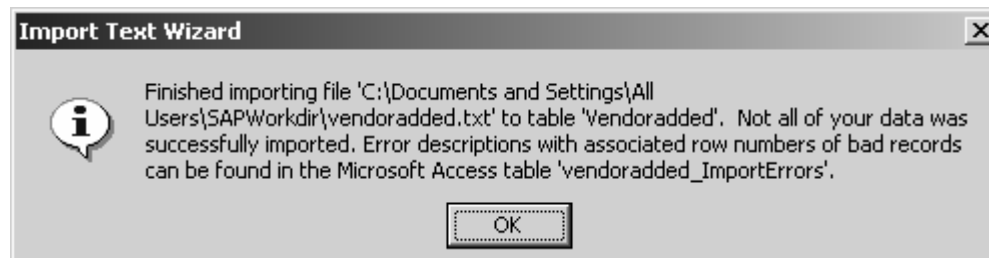 Import Text Wizard
Finished importing file 'C:\Documents and Settings\All
Users\SAPWorkdir\vendoradded.txt' to table 'Vendoradded'.  Not all of your data was
successfully imported. Error descriptions with associated row numbers of bad records
can be found in the Microsoft Access table 'vendoradded_ImportErrors'.
OK